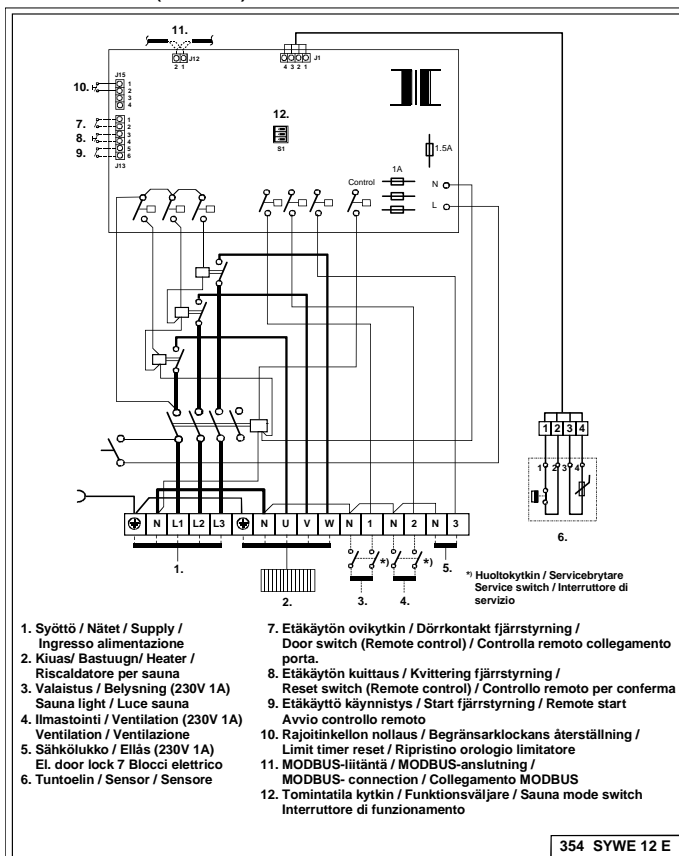 11.
J12
2 1
J1
4 3 2 1
J15
10.
1
2
3
4
12.
S1
7.
8.
9.
1
2
3
4
5
6
J13
1.5A
1A
Control
N
L
1 2 3 4
1 2 3 4
6.
N L1 L2 L3 N U V W N 1 N 2 N 3
*) *)
1. 2. 3. 4. 5.
*) Huoltokytkin / Servicebrytare
Service switch / Interruttore di
servizio
1. Syöttö / Nätet / Supply /
Ingresso alimentazione
2. Kiuas/ Bastuugn/ Heater /
Riscaldatore per sauna
3. Valaistus / Belysning (230V 1A)
Sauna light / Luce sauna
4. Ilmastointi / Ventilation (230V 1A)
Ventilation / Ventilazione
5. Sähkölukko / Ellås (230V 1A)
El. door lock 7 Blocci elettrico
6. Tuntoelin / Sensor / Sensore
7. Etäkäytön ovikytkin / Dörrkontakt fjärrstyrning /
Door switch (Remote control) / Controlla remoto collegamento
porta.
8. Etäkäytön kuittaus / Kvittering fjärrstyrning /
Reset switch (Remote control) / Controllo remoto per conferma
9. Etäkäyttö käynnistys / Start fjärrstyrning / Remote start
Avvio controllo remoto
10. Rajoitinkellon nollaus / Begränsarklockans återställning /
Limit timer reset / Ripristino orologio limitatore
11. MODBUS-liitäntä / MODBUS-anslutning /
MODBUS- connection / Collegamento MODBUS
12. Tomintatila kytkin / Funktionsväljare / Sauna mode switch
Interruttore di funzionamento
354 SYWE 12 E